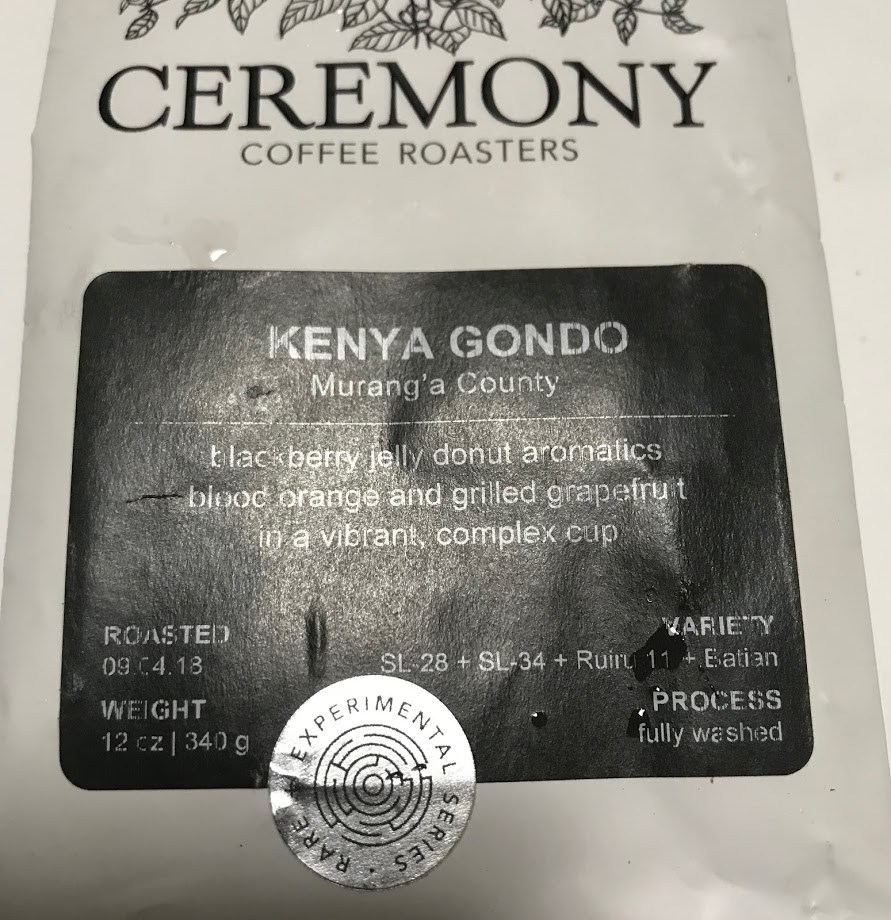 CEREMONY
COFFEE ROASTERS
KENYA GONDO
Murang'a County
blackberry jelly donut aromatics
blood orange and grilled grapefruit
in a vibrant, complex cup
ROASTED
09.04.18
WEIGHT
12 oz | 340 g
VARIETY
SL-28 + SL-34 + Ruiru 11 + Batian
PROCESS
fully washed
RARE + EXPERIMENTAL SERIES •